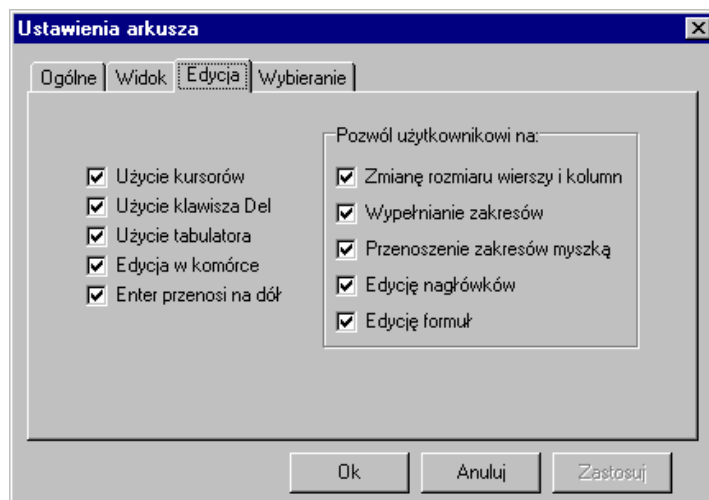 Ustawienia arkusza
Ogólne Widok Edycja Wybieranie
Użycie kursorów
Użycie klawisza Del
Użycie tabulatora
Edycja w komórce
Enter przenosi na dół
Pozwól użytkownikowi na:
Zmianę rozmiaru wierszy i kolumn
Wypełnianie zakresów
Przenoszenie zakresów myszką
Edycję nagłówków
Edycję formuł
Ok Anuluj Zastosuj